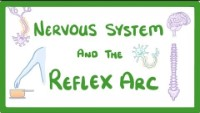 Nervous System
and the
Reflex Arc